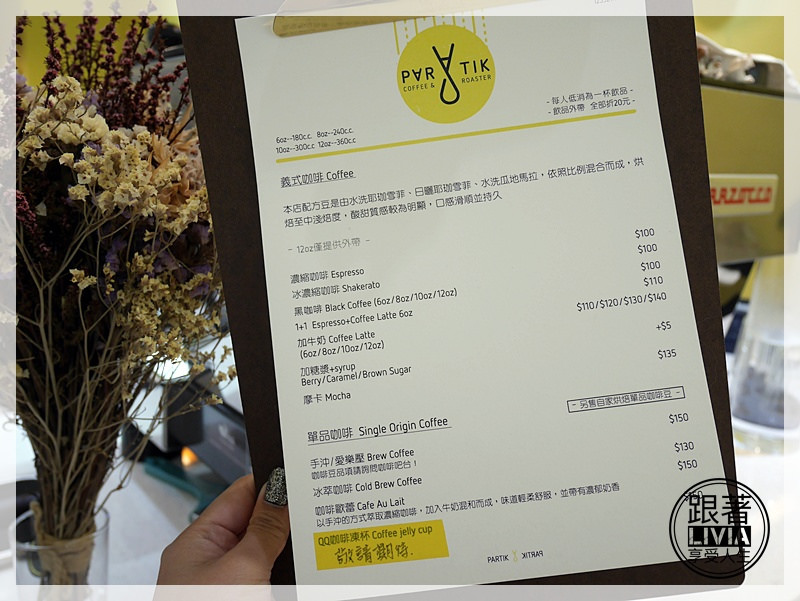 PARTIK
COFFEE & ROASTER
- 每人低消為一杯飲品 -
- 飲品外帶 全部折20元 -
6oz--180c.c. 8oz--240c.c.
10oz--300c.c 12oz--360c.c
義式咖啡 Coffee
本店配方豆是由水洗耶珈雪菲、日曬耶珈雪菲、水洗瓜地馬拉，依照比例混合而成，烘
焙至中淺焙度，酸甜質感較為明顯，口感滑順並持久
- 12oz僅提供外帶 -
濃縮咖啡 Espresso $100
冰濃縮咖啡 Shakerato $100
黑咖啡 Black Coffee (6oz/8oz/10oz/12oz) $100
1+1 Espresso+Coffee Latte 6oz $110
加牛奶 Coffee Latte $110/$120/$130/$140
(6oz/8oz/10oz/12oz)
加糖漿+syrup +$5
Berry/Caramel/Brown Sugar
摩卡 Mocha $135
- 另售自家烘焙單品咖啡豆 -
單品咖啡 Single Origin Coffee
手沖/愛樂壓 Brew Coffee $150
咖啡豆品項請詢問咖啡吧台！
冰萃咖啡 Cold Brew Coffee $130
咖啡歐蕾 Cafe Au Lait $150
以手沖的方式萃取濃縮咖啡，加入牛奶混和而成，味道輕柔舒服，並帶有濃郁奶香
QQ咖啡凍杯 Coffee jelly cup
敬請期待.
PARTIK PARTIK
跟著
LIVIA
享受人生